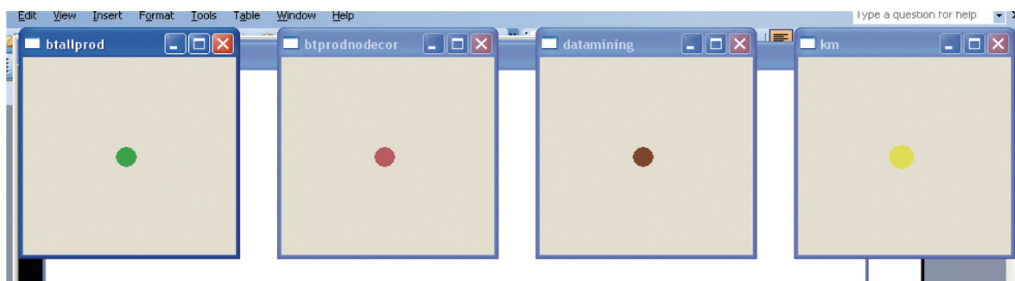 Edit View Insert Format Tools Table Window Help Type a question for help
btallprod btprodnodecor datamining km